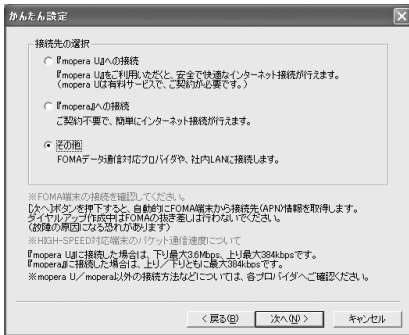 かんたん設定
接続先の選択
『mopera U』への接続
『mopera U』をご利用いただくと、安全で快適なインターネット接続が行えます。
(mopera Uは有料サービスで、ご契約が必要です。)
『mopera』への接続
ご契約不要で、簡単にインターネット接続が行えます。
その他
FOMAデータ通信対応プロバイダや、社内LANに接続します。
※FOMA端末の接続を確認してください。
[次へ]ボタンを押下すると、自動的にFOMA端末から接続先(APN)情報を取得します。
ダイヤルアップ作成中はFOMAの抜き差しは行わないでください。
(故障の原因になる恐れがあります)
※HIGH-SPEED対応端末のパケット通信速度について
『mopera U』に接続した場合は、下り最大3.6Mbps、上り最大384kbpsです。
『mopera』に接続した場合は、上り/下りともに最大384kbpsです。
※mopera U/mopera以外の接続方法などについては、各プロバイダへご確認ください。
< 戻る(B)
次へ(N) >
キャンセル